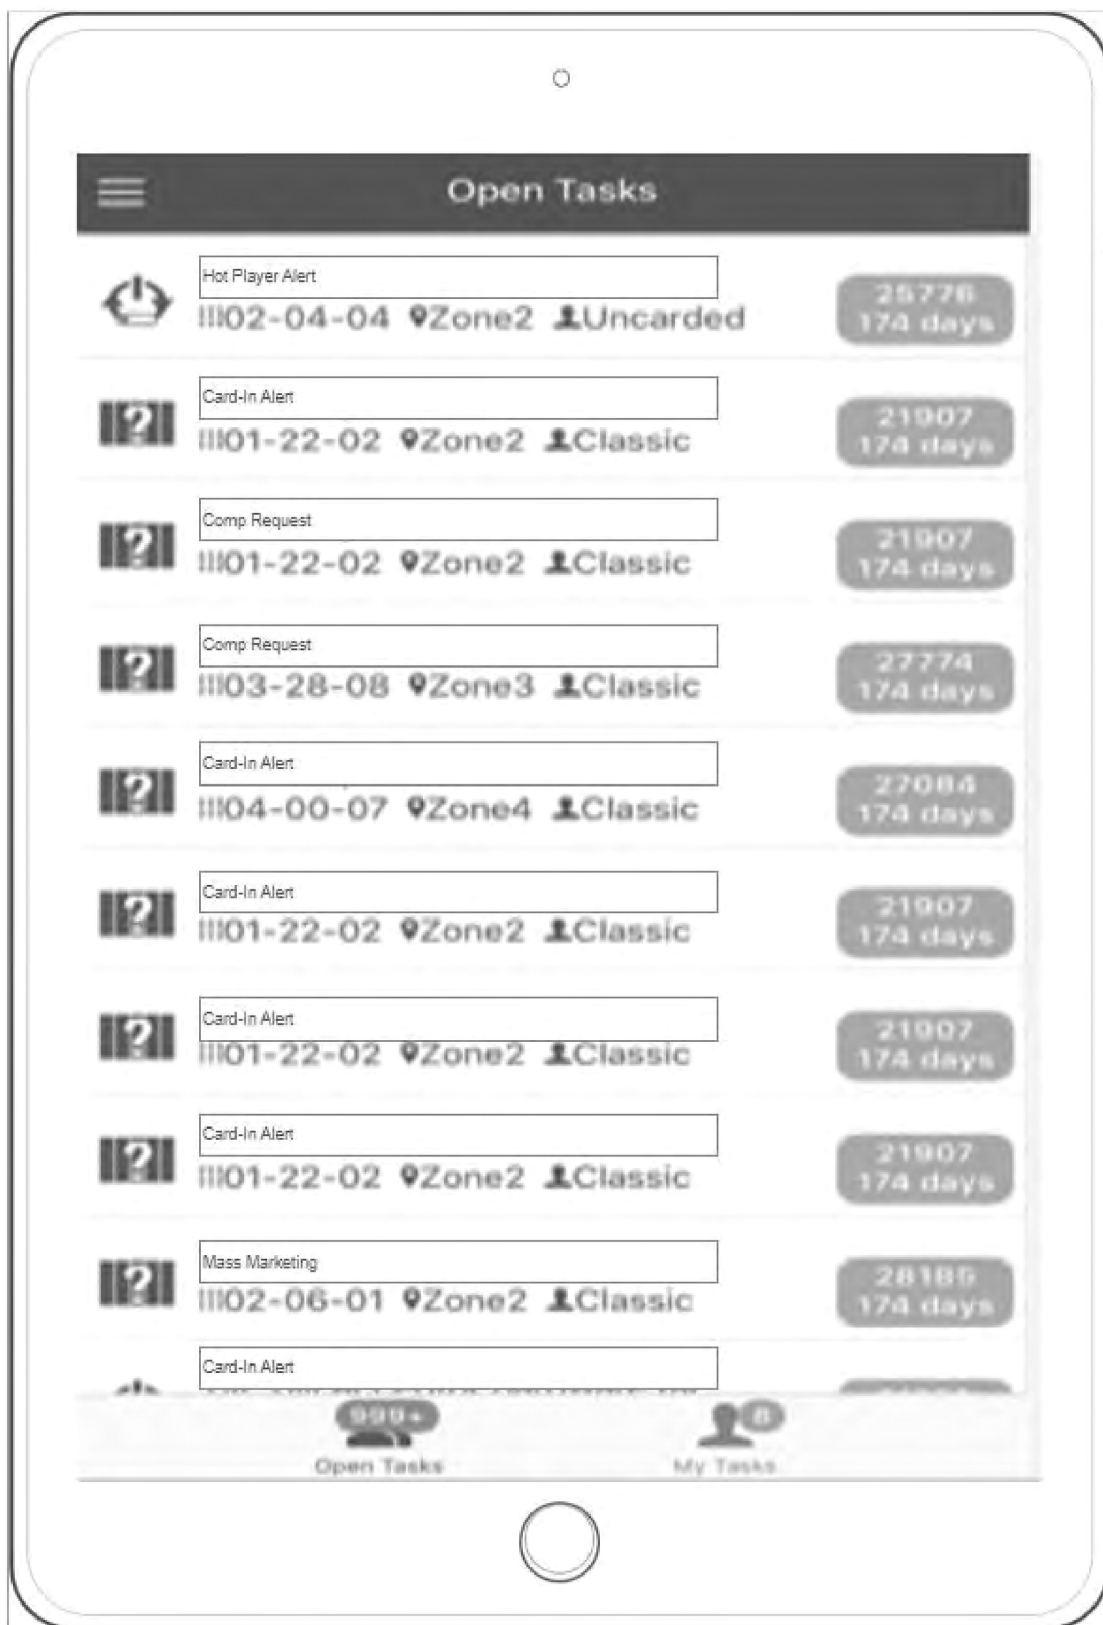 Open Tasks
Hot Player Alert
02-04-04 Zone2 Uncarded
25776
174 days
Card-In Alert
01-22-02 Zone2 Classic
21907
174 days
Comp Request
01-22-02 Zone2 Classic
21907
174 days
Comp Request
03-28-08 Zone3 Classic
27774
174 days
Card-In Alert
04-00-07 Zone4 Classic
27084
174 days
Card-In Alert
01-22-02 Zone2 Classic
21907
174 days
Card-In Alert
01-22-02 Zone2 Classic
21907
174 days
Card-In Alert
01-22-02 Zone2 Classic
21907
174 days
Mass Marketing
02-06-01 Zone2 Classic
28185
174 days
Card-In Alert
999+
Open Tasks
8
My Tasks